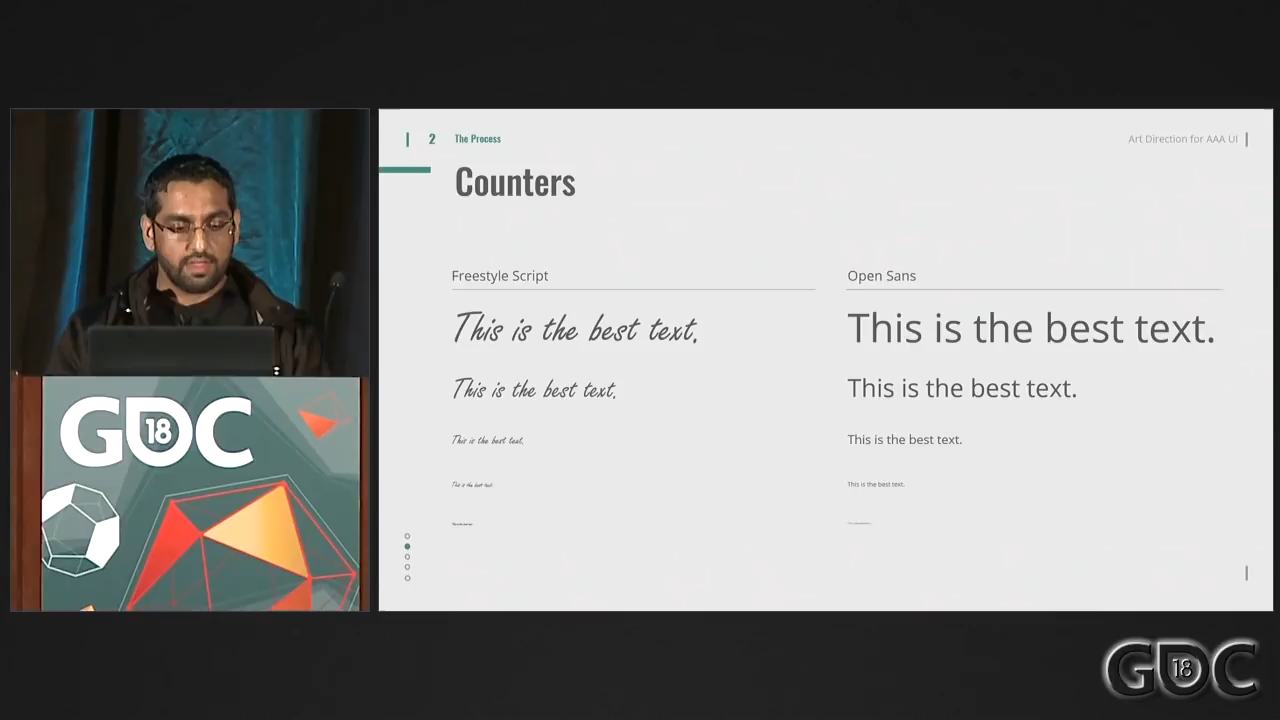 2 The Process
Art Direction for AAA UI
Counters
Freestyle Script
This is the best text.
This is the best text.
This is the best text.
This is the best text.
Open Sans
This is the best text.
This is the best text.
This is the best text.
This is the best text.
GDC
18
GDC
18